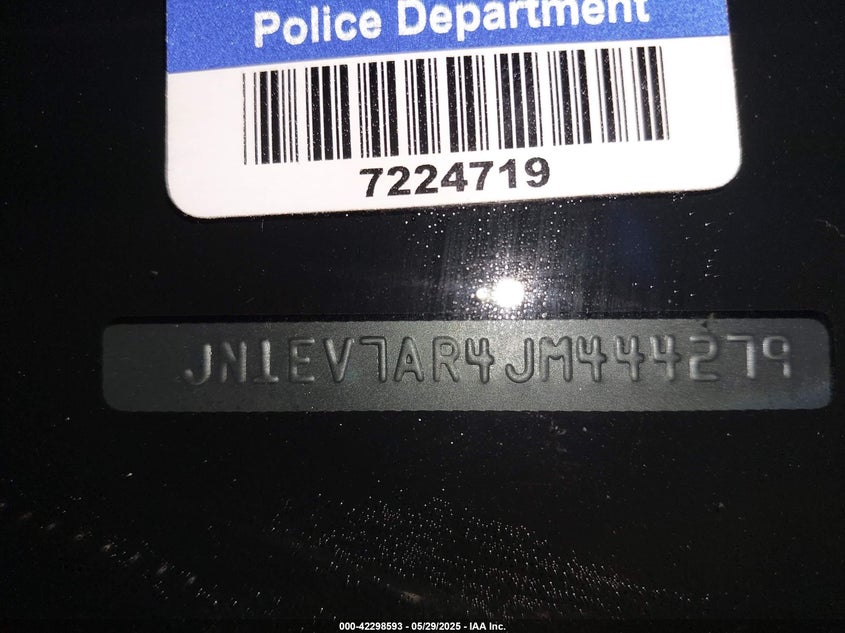 Police Department
7224719
JN1EV7AR4JM444279
000-42298593 - 05/29/2025 - IAA Inc.